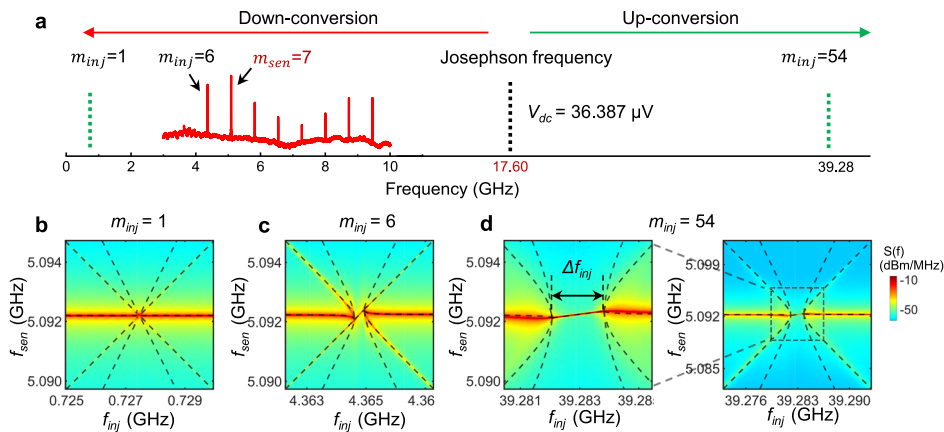 a
Down-conversion
Up-conversion
m_inj=1
m_inj=6
m_sen=7
Josephson frequency
m_inj=54
V_dc = 36.387 μV
0 2 4 6 8 10 17.60 39.28
Frequency (GHz)
b m_inj = 1
c m_inj = 6
d m_inj = 54
f_sen (GHz)
5.094
5.092
5.090
0.725 0.727 0.729
f_inj (GHz)
f_sen (GHz)
5.094
5.092
5.090
4.363 4.365 4.36
f_inj (GHz)
f_sen (GHz)
5.094
5.092
5.090
Δf_inj
39.281 39.283 39.28
f_inj (GHz)
f_sen (GHz)
5.099
5.092
5.085
39.276 39.283 39.290
f_inj (GHz)
S(f)
(dBm/MHz)
-10
-50